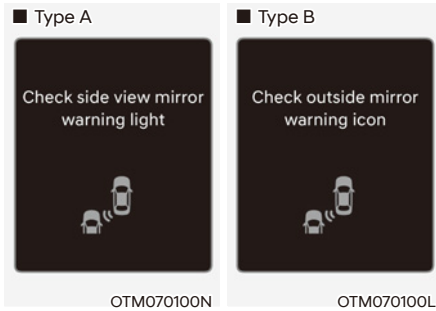 ■ Type A
Check side view mirror
warning light
OTM070100N
■ Type B
Check outside mirror
warning icon
OTM070100L